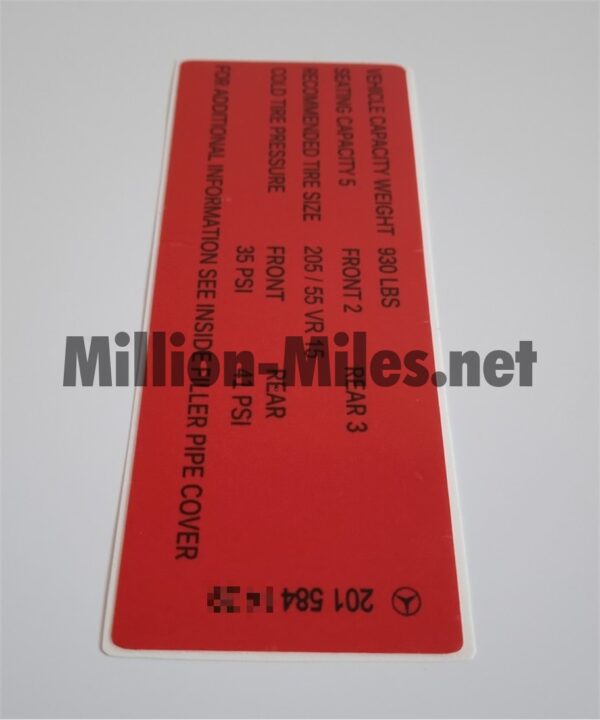 VEHICLE CAPACITY WEIGHT 930 LBS
SEATING CAPACITY 5 FRONT 2 REAR 3
RECOMMENDED TIRE SIZE 205 / 55 VR 15
COLD TIRE PRESSURE FRONT REAR
35 PSI 41 PSI
FOR ADDITIONAL INFORMATION SEE INSIDE FILLER PIPE COVER
201 584
Million-Miles.net